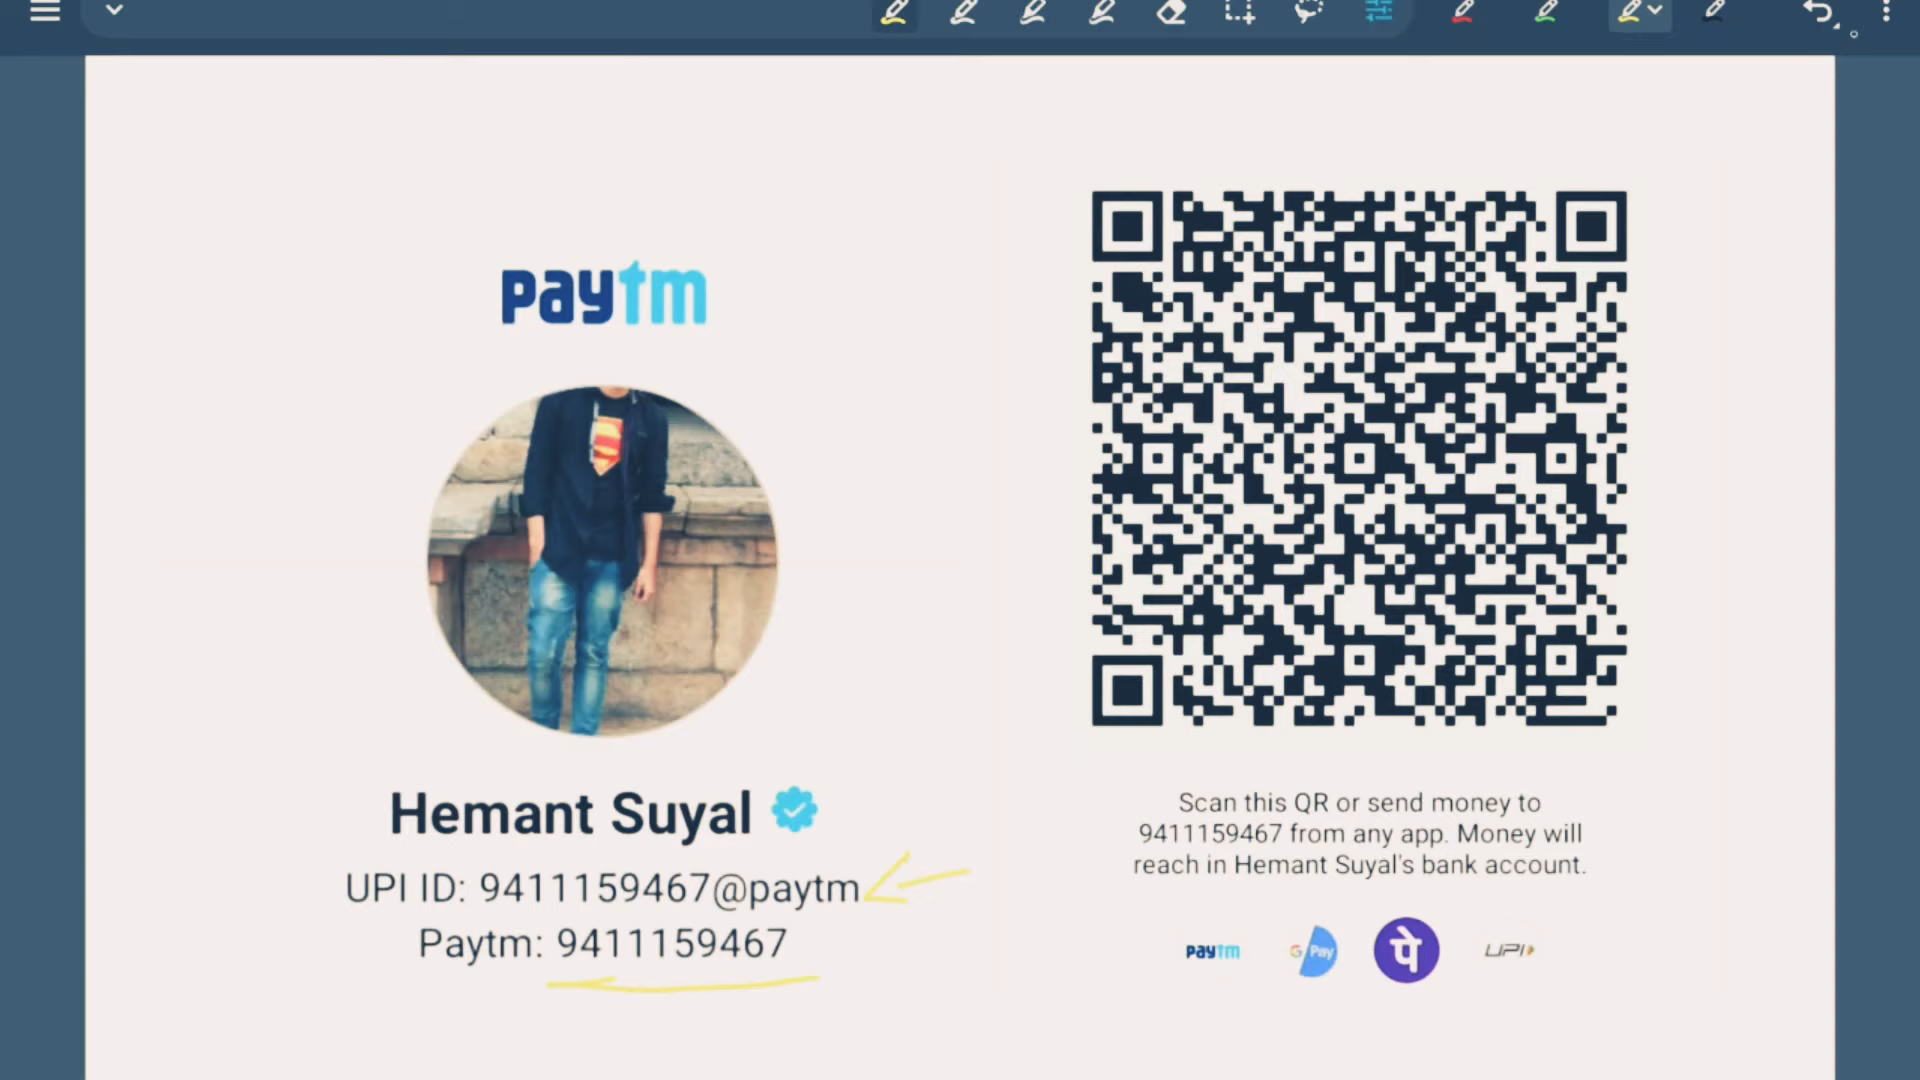 paytm
Hemant Suyal
UPI ID: 9411159467@paytm
Paytm: 9411159467
Scan this QR or send money to
9411159467 from any app. Money will
reach in Hemant Suyal's bank account.
paytm
G Pay
पे
UPI